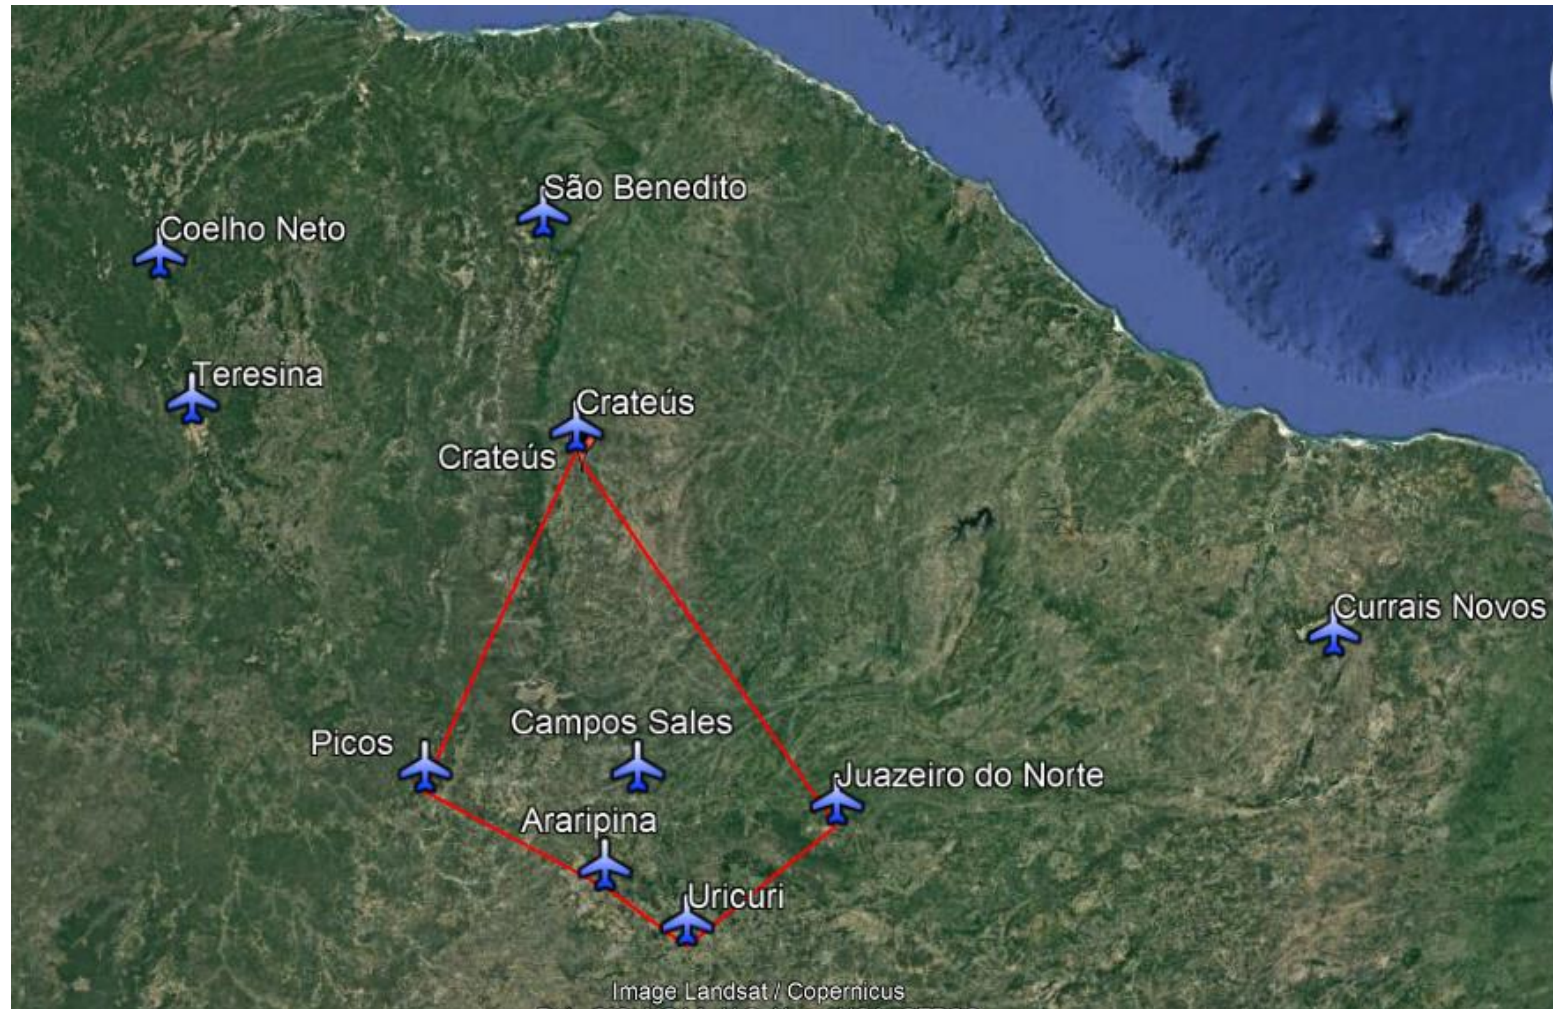 São Benedito
Coelho Neto
Teresina
Crateús
Crateús
Currais Novos
Picos
Campos Sales
Juazeiro do Norte
Araripina
Uricuri
Image Landsat / Copernicus